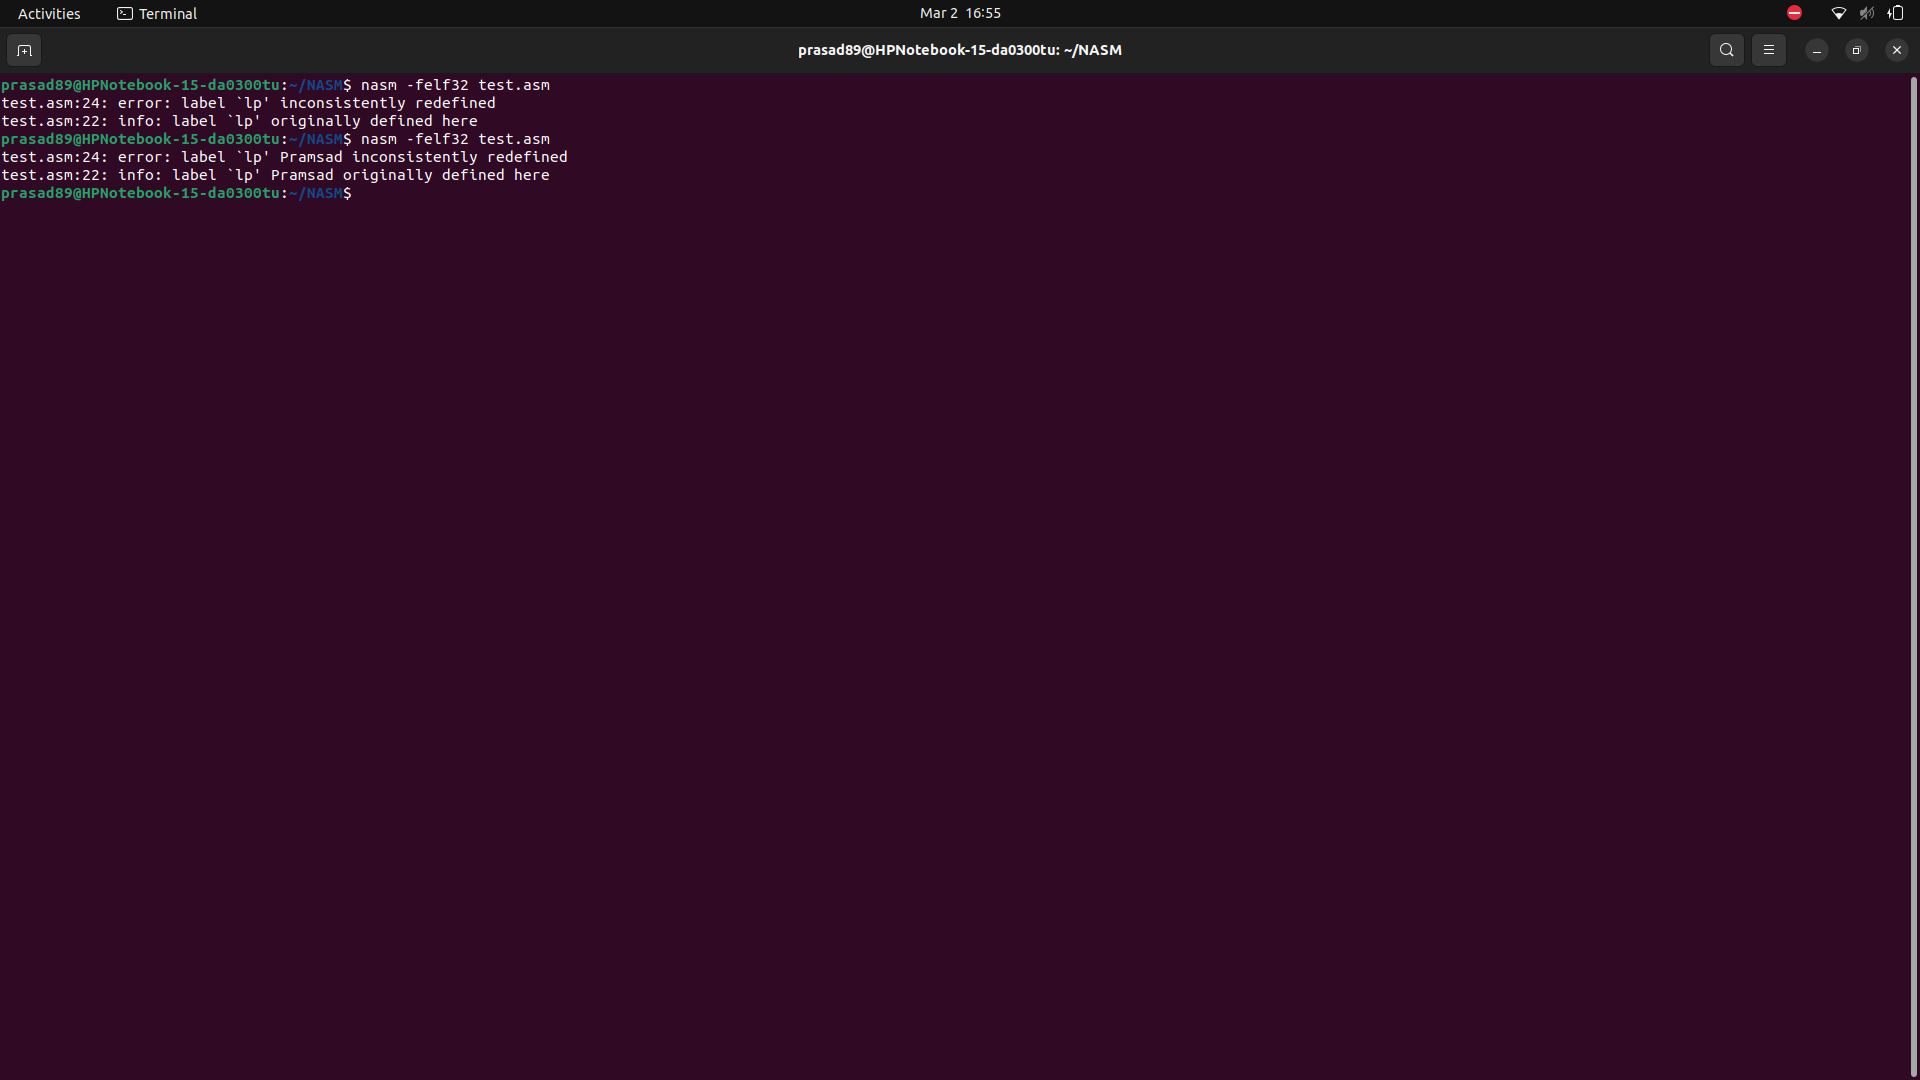 Activities Terminal Mar 2 16:55
prasad89@HPNotebook-15-da0300tu: ~/NASM
prasad89@HPNotebook-15-da0300tu:~/NASM$ nasm -felf32 test.asm
test.asm:24: error: label `lp' inconsistently redefined
test.asm:22: info: label `lp' originally defined here
prasad89@HPNotebook-15-da0300tu:~/NASM$ nasm -felf32 test.asm
test.asm:24: error: label `lp' Pramsad inconsistently redefined
test.asm:22: info: label `lp' Pramsad originally defined here
prasad89@HPNotebook-15-da0300tu:~/NASM$